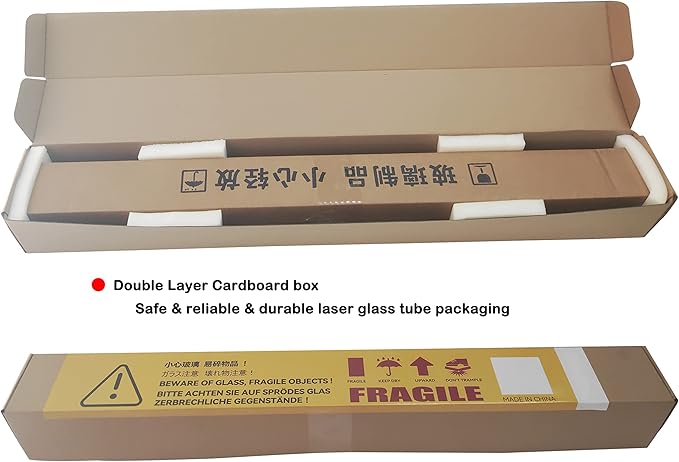 玻璃制品 小心轻放
Double Layer Cardboard box
Safe & reliable & durable laser glass tube packaging
小心玻璃 易碎物品！
ガラス注意 壊れ物注意！
BEWARE OF GLASS, FRAGILE OBJECTS!
BITTE ACHTEN SIE AUF SPRÖDES GLAS
ZERBRECHLICHE GEGENSTÄNDE!
FRAGILE
KEEP DRY
UPWARD
DON'T TRAMPLE
FRAGILE
MADE IN CHINA